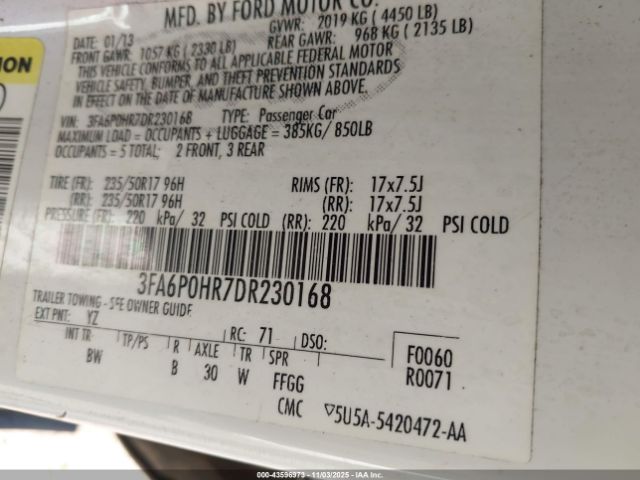 MFD. BY FORD MOTOR CO.
DATE: 01/13 GVWR: 2019 KG ( 4450 LB)
FRONT GAWR: 1057 KG ( 2330 LB) REAR GAWR: 968 KG ( 2135 LB)
THIS VEHICLE CONFORMS TO ALL APPLICABLE FEDERAL MOTOR
VEHICLE SAFETY, BUMPER, AND THEFT PREVENTION STANDARDS
IN EFFECT ON THE DATE OF MANUFACTURE SHOWN ABOVE.
VIN: 3FA6P0HR7DR230168 TYPE: Passenger Car
MAXIMUM LOAD = OCCUPANTS + LUGGAGE = 385KG/ 850LB
OCCUPANTS = 5 TOTAL; 2 FRONT, 3 REAR
TIRE (FR): 235/50R17 96H RIMS (FR): 17x7.5J
(RR): 235/50R17 96H (RR): 17x7.5J
PRESSURE (FR): 220 kPa/ 32 PSI COLD (RR): 220 kPa/ 32 PSI COLD
3FA6P0HR7DR230168
TRAILER TOWING - SEE OWNER GUIDE
EXT PNT: YZ RC: 71 DSO:
INT TR TP/PS R AXLE TR SPR F0060
BW B 30 W FFGG R0071
CMC ▽5U5A-5420472-AA
000-43596973 - 11/03/2025 - IAAI.com